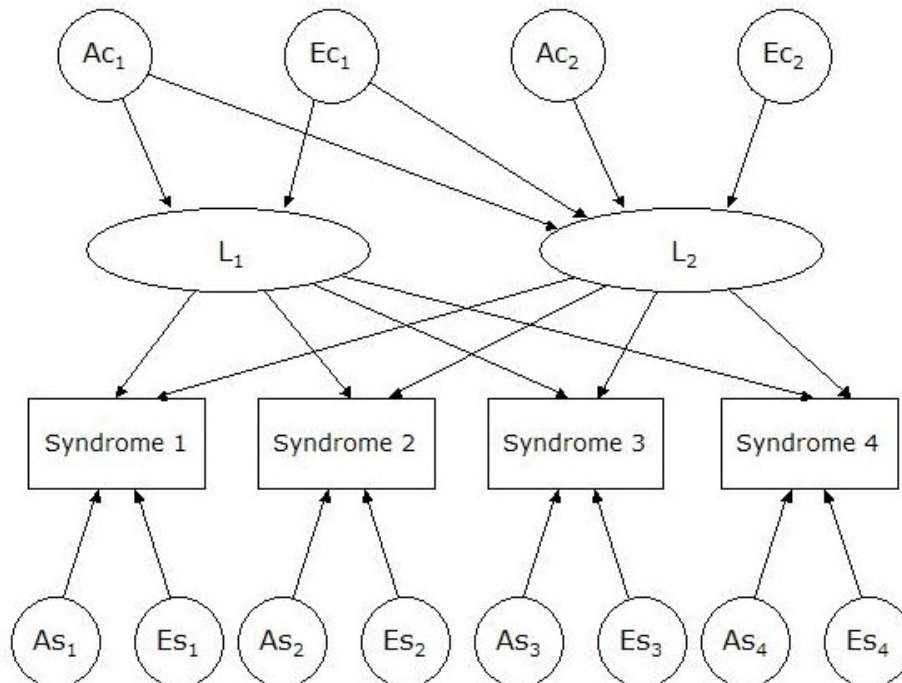 Ac₁ Ec₁ Ac₂ Ec₂
L₁ L₂
Syndrome 1 Syndrome 2 Syndrome 3 Syndrome 4
As₁ Es₁ As₂ Es₂ As₃ Es₃ As₄ Es₄